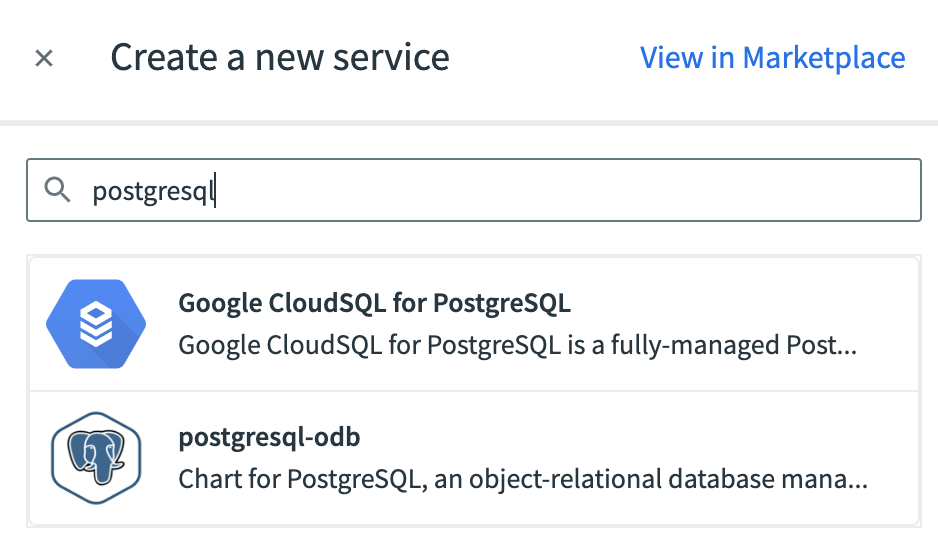 Create a new service
View in Marketplace
postgresql
Google CloudSQL for PostgreSQL
Google CloudSQL for PostgreSQL is a fully-managed Post...
postgresql-odb
Chart for PostgreSQL, an object-relational database mana...